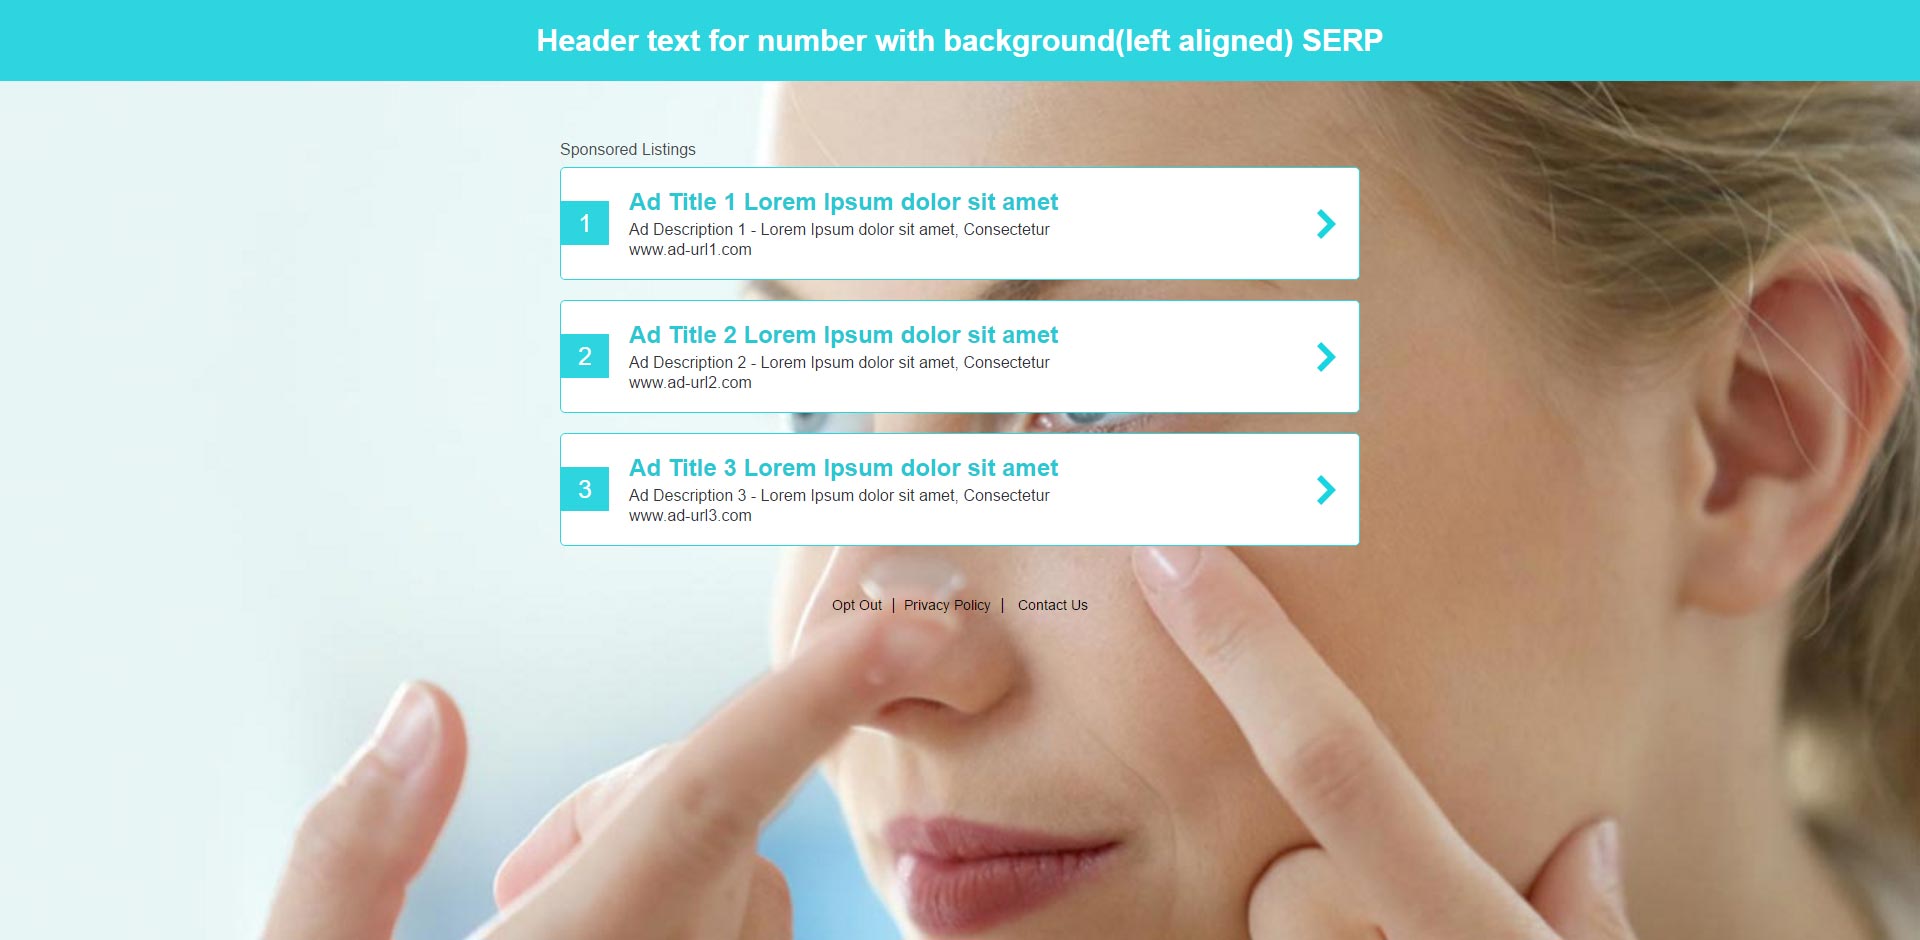 Header text for number with background(left aligned) SERP
Sponsored Listings
1
Ad Title 1 Lorem Ipsum dolor sit amet
Ad Description 1 - Lorem Ipsum dolor sit amet, Consectetur
www.ad-url1.com
2
Ad Title 2 Lorem Ipsum dolor sit amet
Ad Description 2 - Lorem Ipsum dolor sit amet, Consectetur
www.ad-url2.com
3
Ad Title 3 Lorem Ipsum dolor sit amet
Ad Description 3 - Lorem Ipsum dolor sit amet, Consectetur
www.ad-url3.com
Opt Out | Privacy Policy | Contact Us